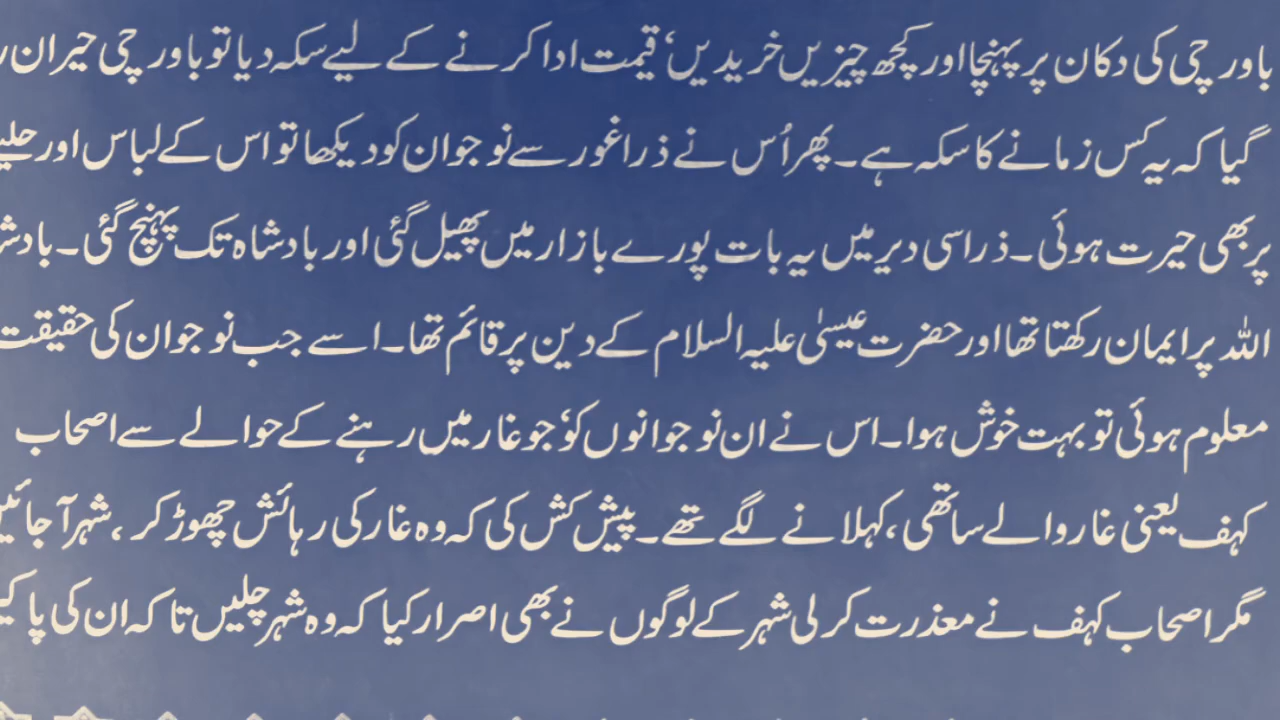 باورچی کی دکان پر پہنچا اور کچھ چیزیں خریدیں، قیمت ادا کرنے کے لیے سکہ دیا تو باورچی حیران
گیا کہ یہ کس زمانے کا سکہ ہے۔ پھر اُس نے ذرا غور سے نوجوان کو دیکھا تو اس کے لباس اور حلیے
پر بھی حیرت ہوئی۔ ذرا سی دیر میں یہ بات پورے بازار میں پھیل گئی اور بادشاہ تک پہنچ گئی۔
اللہ پر ایمان رکھتا تھا اور حضرت عیسیٰ علیہ السلام کے دین پر قائم تھا۔ اسے جب نوجوان کی حقیقت
معلوم ہوئی تو بہت خوش ہوا۔ اس نے ان نوجوانوں کو، جو غار میں رہنے کے حوالے سے اصحاب
کہف یعنی غار والے ساتھی، کہلانے لگے تھے۔ پیش کش کی کہ وہ غار کی رہائش چھوڑ کر، شہر آجائیں
مگر اصحاب کہف نے معذرت کر لی شہر کے لوگوں نے بھی اصرار کیا کہ وہ شہر چلیں تاکہ ان کی